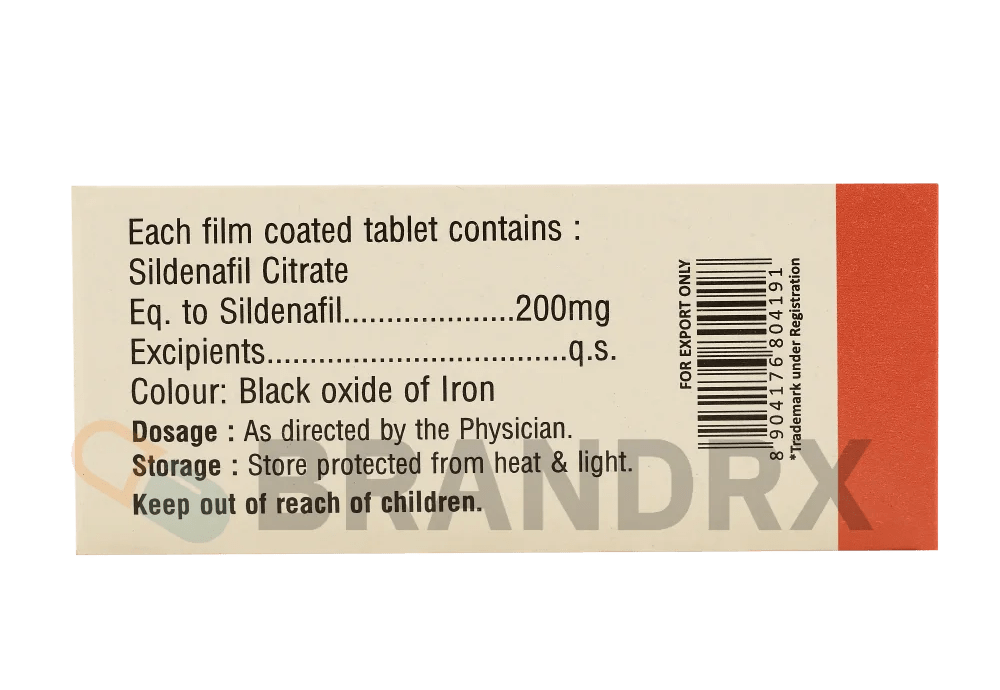 Each film coated tablet contains :
Sildenafil Citrate
Eq. to Sildenafil....................200mg
Excipients...................................q.s.
Colour: Black oxide of Iron
Dosage : As directed by the Physician.
Storage : Store protected from heat & light.
Keep out of reach of children.
FOR EXPORT ONLY
8 904176 804191
*Trademark under Registration
BRANDRX